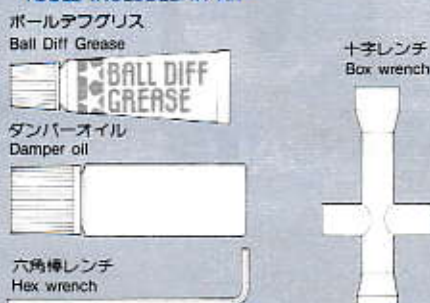 ボールデフグリス
Ball Diff Grease
BALL DIFF
GREASE
ダンパーオイル
Damper oil
六角棒レンチ
Hex wrench
十字レンチ
Box wrench